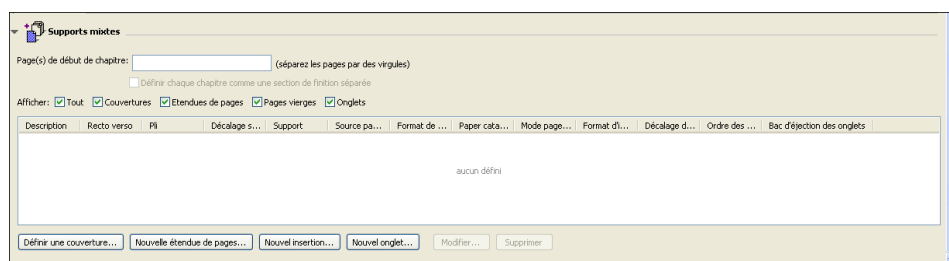 Supports mixtes
Page(s) de début de chapitre: (séparez les pages par des virgules)
Définir chaque chapitre comme une section de finition séparée
Afficher: Tout Couvertures Etendues de pages Pages vierges Onglets
Description Recto verso Pli Décalage s... Support Source pa... Format de ... Paper cata... Mode page... Format d'i... Décalage d... Ordre des ... Bac d'éjection des onglets
aucun défini
Définir une couverture... Nouvelle étendue de pages... Nouvel insertion... Nouvel onglet... Modifier... Supprimer